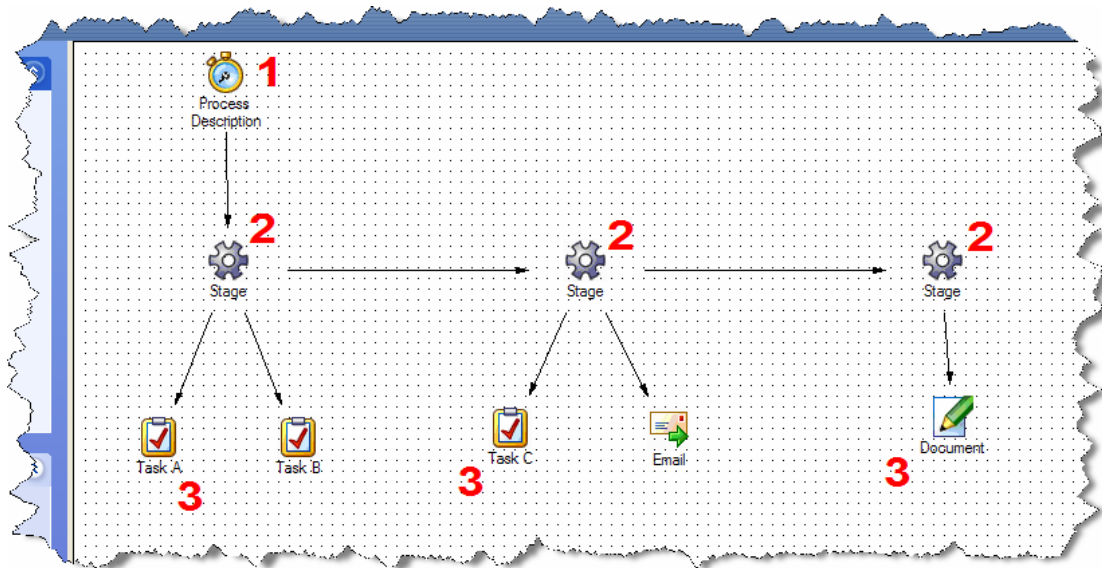 1
Process
Description
2
2
2
Stage
Stage
Stage
Task A
Task B
3
Task C
3
Email
Document
3